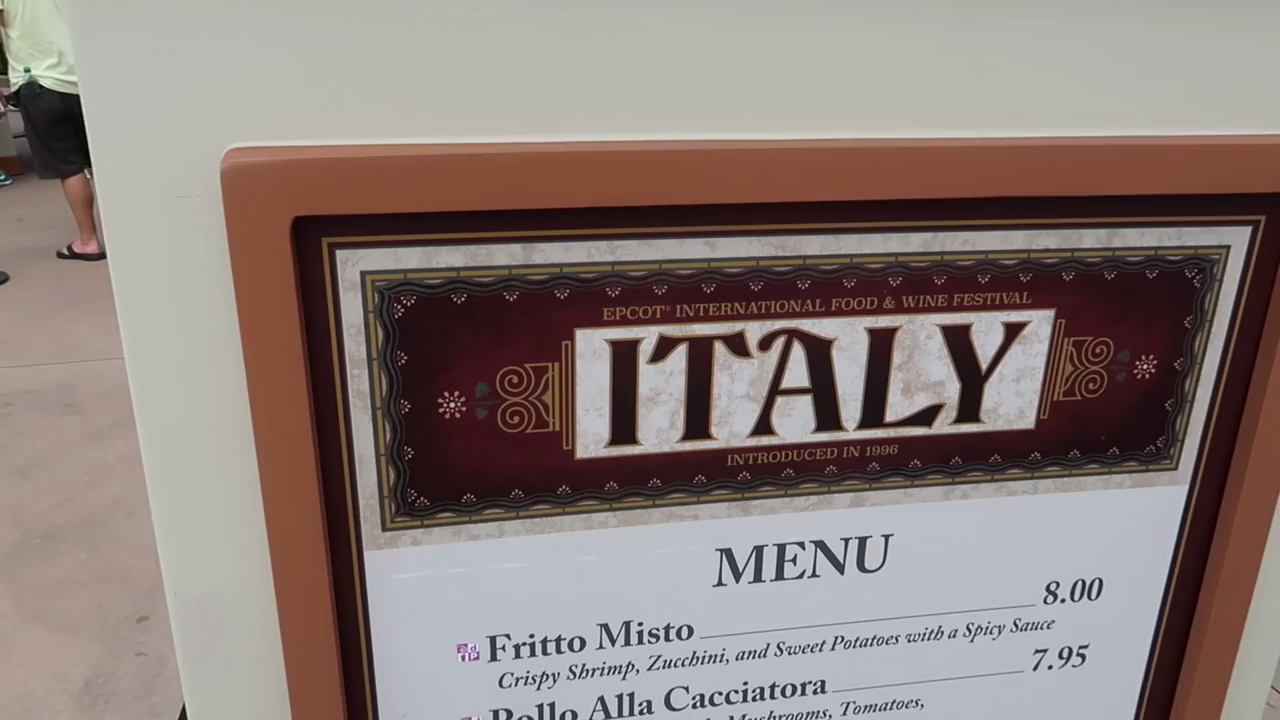 EPCOT® INTERNATIONAL FOOD & WINE FESTIVAL
ITALY
INTRODUCED IN 1996
MENU
Fritto Misto 8.00
Crispy Shrimp, Zucchini, and Sweet Potatoes with a Spicy Sauce
Pollo Alla Cacciatora 7.95
Mushrooms, Tomatoes,